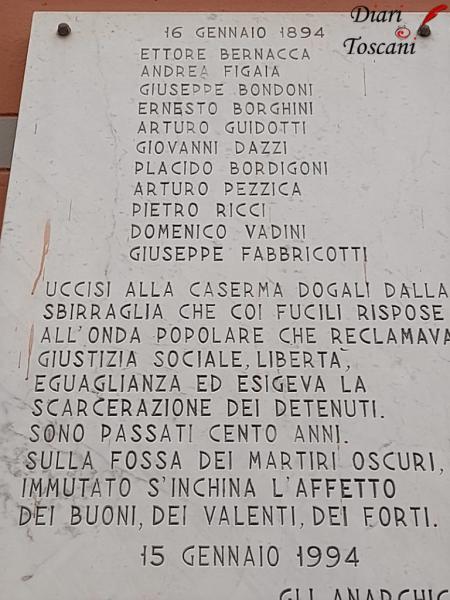 Diari
Toscani
16 GENNAIO 1894
ETTORE BERNACCA
ANDREA FIGAIA
GIUSEPPE BONDONI
ERNESTO BORGHINI
ARTURO GUIDOTTI
GIOVANNI DAZZI
PLACIDO BORDIGONI
ARTURO PEZZICA
PIETRO RICCI
DOMENICO VADINI
GIUSEPPE FABBRICOTTI
UCCISI ALLA CASERMA DOGALI DALLA
SBIRRAGLIA CHE COI FUCILI RISPOSE
ALL'ONDA POPOLARE CHE RECLAMAVA
GIUSTIZIA SOCIALE, LIBERTA,
EGUAGLIANZA ED ESIGEVA LA
SCARCERAZIONE DEI DETENUTI.
SONO PASSATI CENTO ANNI.
SULLA FOSSA DEI MARTIRI OSCURI,
IMMUTATO S'INCHINA L'AFFETTO
DEI BUONI, DEI VALENTI, DEI FORTI.
15 GENNAIO 1994
GLI ANARCHIC